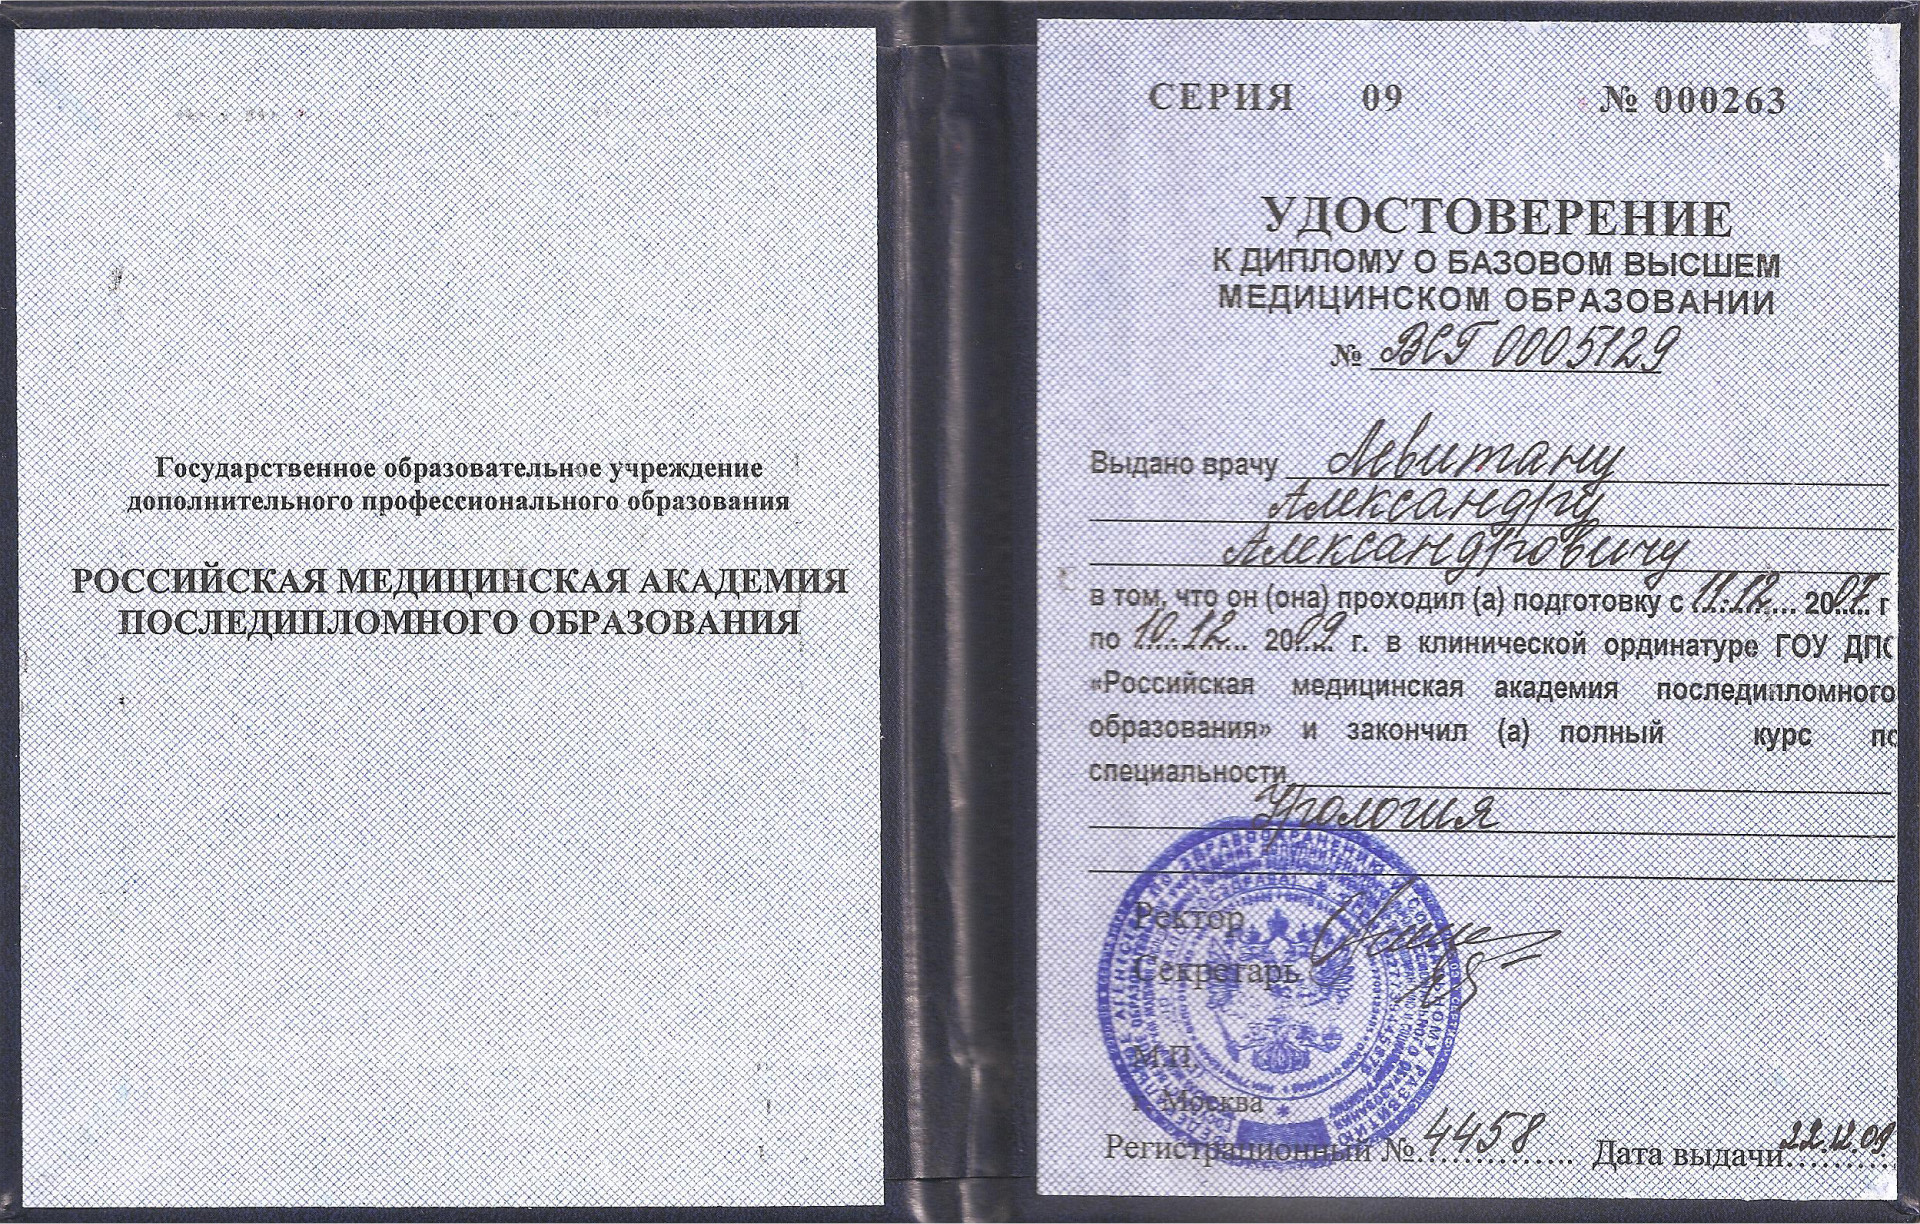 Государственное образовательное учреждение
дополнительного профессионального образования
РОССИЙСКАЯ МЕДИЦИНСКАЯ АКАДЕМИЯ
ПОСЛЕДИПЛОМНОГО ОБРАЗОВАНИЯ
СЕРИЯ 09 № 000263
УДОСТОВЕРЕНИЕ
К ДИПЛОМУ О БАЗОВОМ ВЫСШЕМ
МЕДИЦИНСКОМ ОБРАЗОВАНИИ
№ ВСГ 0005129
Выдано врачу Левитану
Александру
Александровичу
в том, что он (она) проходил (а) подготовку с 11.12. 2007. г
по 10.12. 2009 г. в клинической ординатуре ГОУ ДПО
«Российская медицинская академия последипломного
образования» и закончил (а) полный курс по
специальности
Урология
Ректор
Секретарь
М.П.
г. Москва
Регистрационный № 4458 Дата выдачи 22.12.09